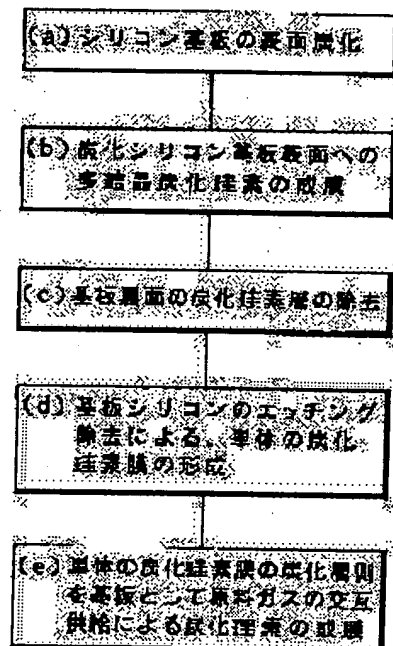 (a)シリコン基板の表面炭化
(b)炭化シリコン基板表面への
多結晶炭化珪素の成膜
(c)基板裏面の炭化珪素層の除去
(d)基板シリコンのエッチング
除去による、単体の炭化
珪素膜の形成
(e)単体の炭化珪素膜の炭化層側
を基板として原料ガスの交互
供給による炭化珪素の成膜